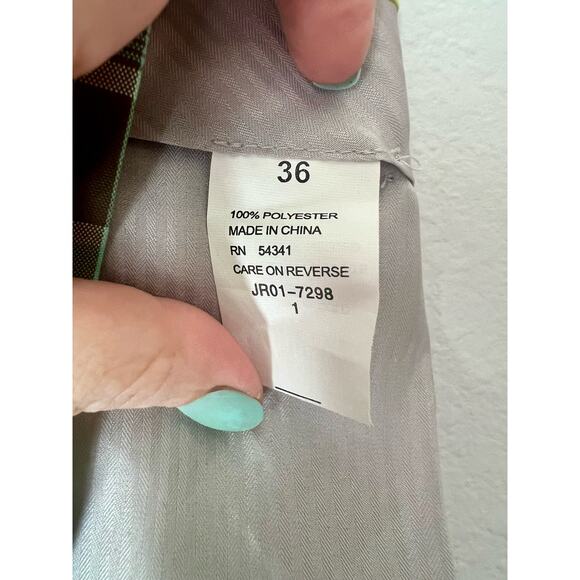 36
100% POLYESTER
MADE IN CHINA
RN 54341
CARE ON REVERSE
JR01-7298
1